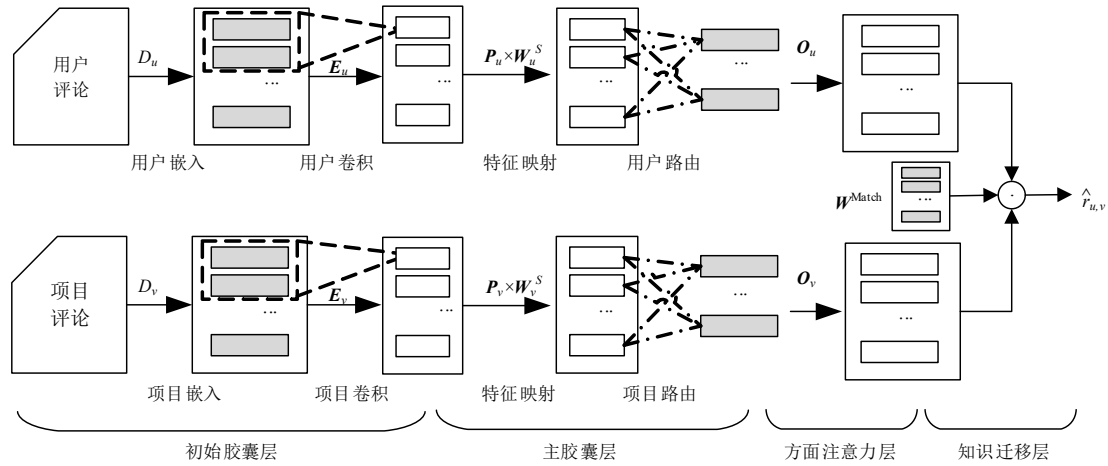 用户
评论
D_u
E_u
P_u×W_u^S
O_u
...
...
...
...
...
用户嵌入
用户卷积
特征映射
用户路由
W^Match
...
·
r̂_{u,v}
项目
评论
D_v
E_v
P_v×W_v^S
O_v
...
...
...
...
...
项目嵌入
项目卷积
特征映射
项目路由
初始胶囊层
主胶囊层
方面注意力层
知识迁移层